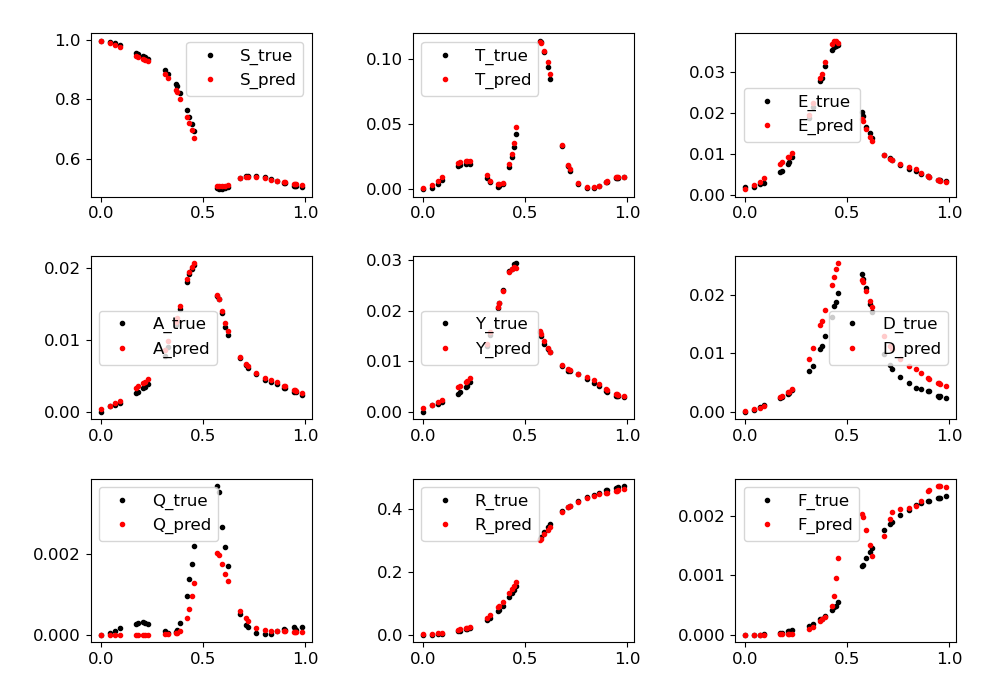 1.0
0.8
0.6
0.0 0.5 1.0
S_true
S_pred
0.10
0.05
0.00
0.0 0.5 1.0
T_true
T_pred
0.03
0.02
0.01
0.00
0.0 0.5 1.0
E_true
E_pred
0.02
0.01
0.00
0.0 0.5 1.0
A_true
A_pred
0.03
0.02
0.01
0.00
0.0 0.5 1.0
Y_true
Y_pred
0.02
0.01
0.00
0.0 0.5 1.0
D_true
D_pred
0.002
0.000
0.0 0.5 1.0
Q_true
Q_pred
0.4
0.2
0.0
0.0 0.5 1.0
R_true
R_pred
0.002
0.001
0.000
0.0 0.5 1.0
F_true
F_pred